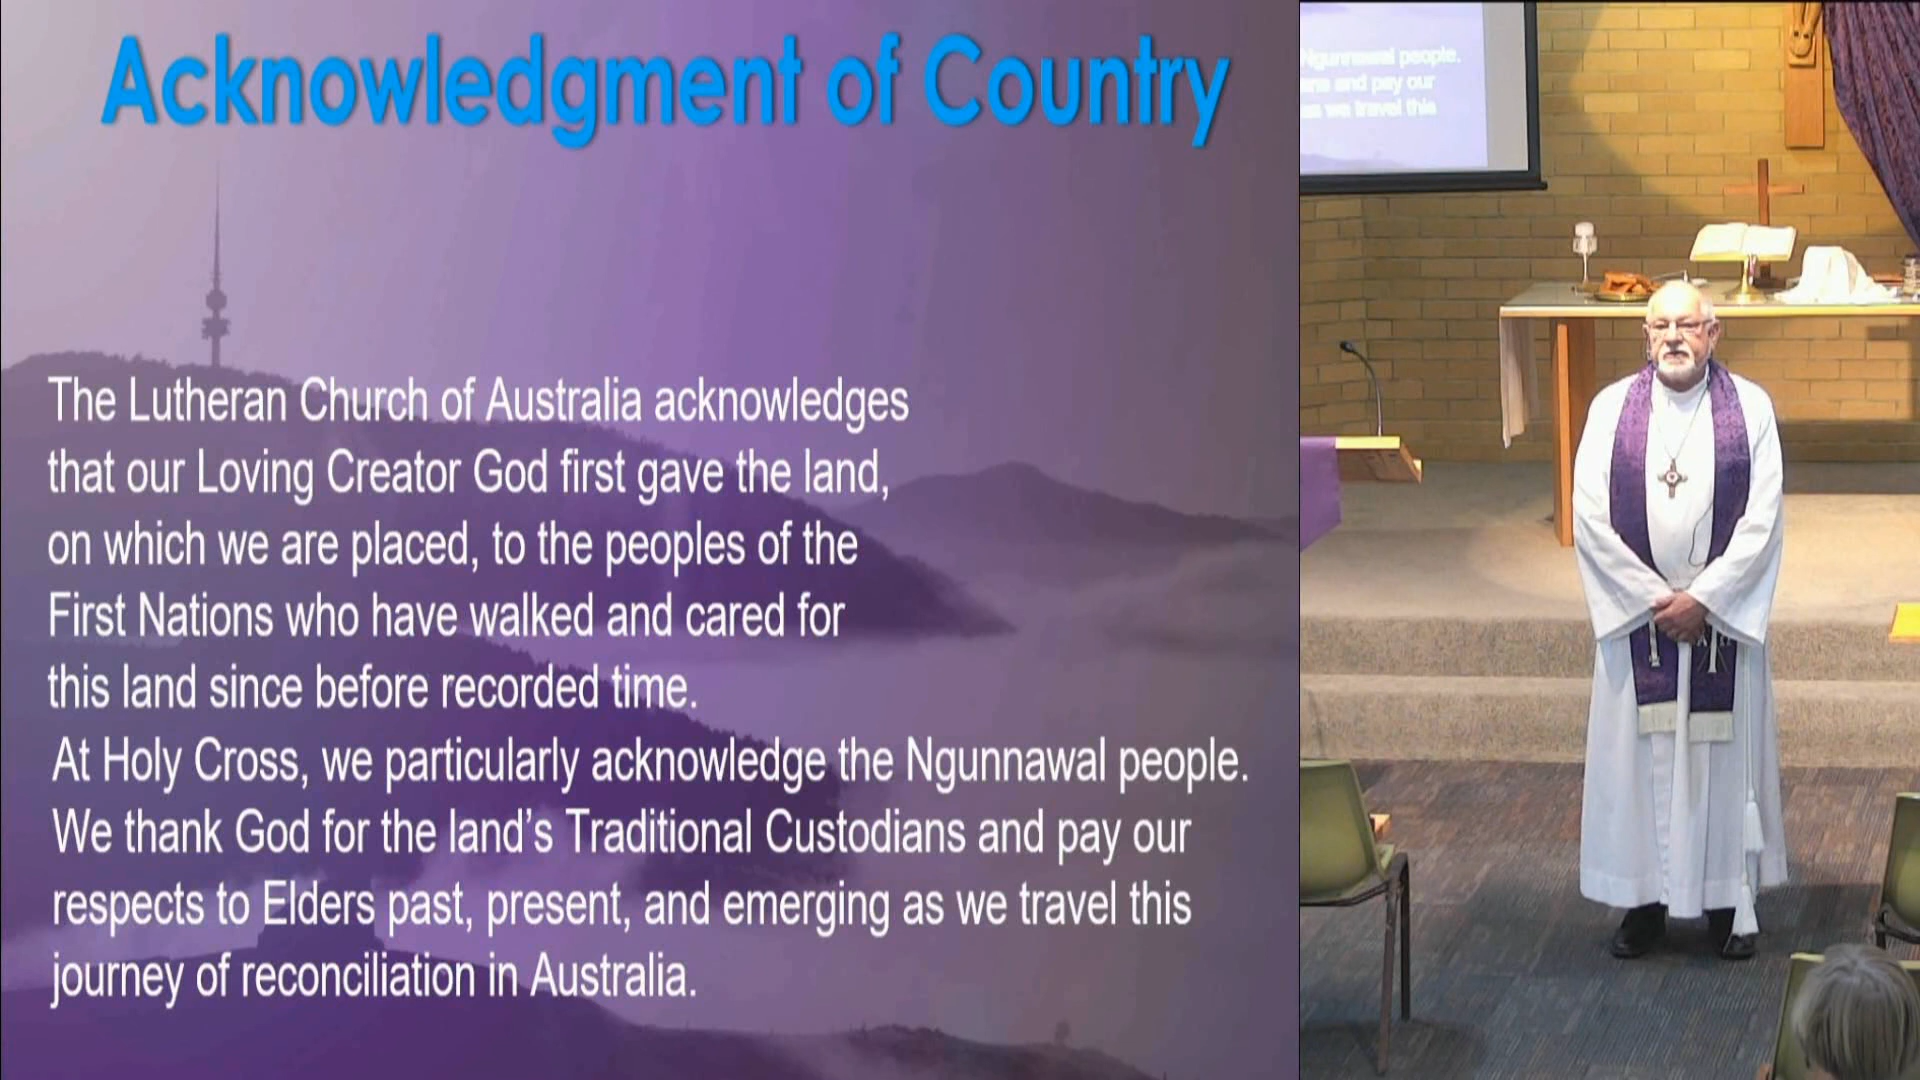 Acknowledgment of Country
The Lutheran Church of Australia acknowledges
that our Loving Creator God first gave the land,
on which we are placed, to the peoples of the
First Nations who have walked and cared for
this land since before recorded time.
At Holy Cross, we particularly acknowledge the Ngunnawal people.
We thank God for the land’s Traditional Custodians and pay our
respects to Elders past, present, and emerging as we travel this
journey of reconciliation in Australia.
Ngunnawal people.
and pay our
as we travel this